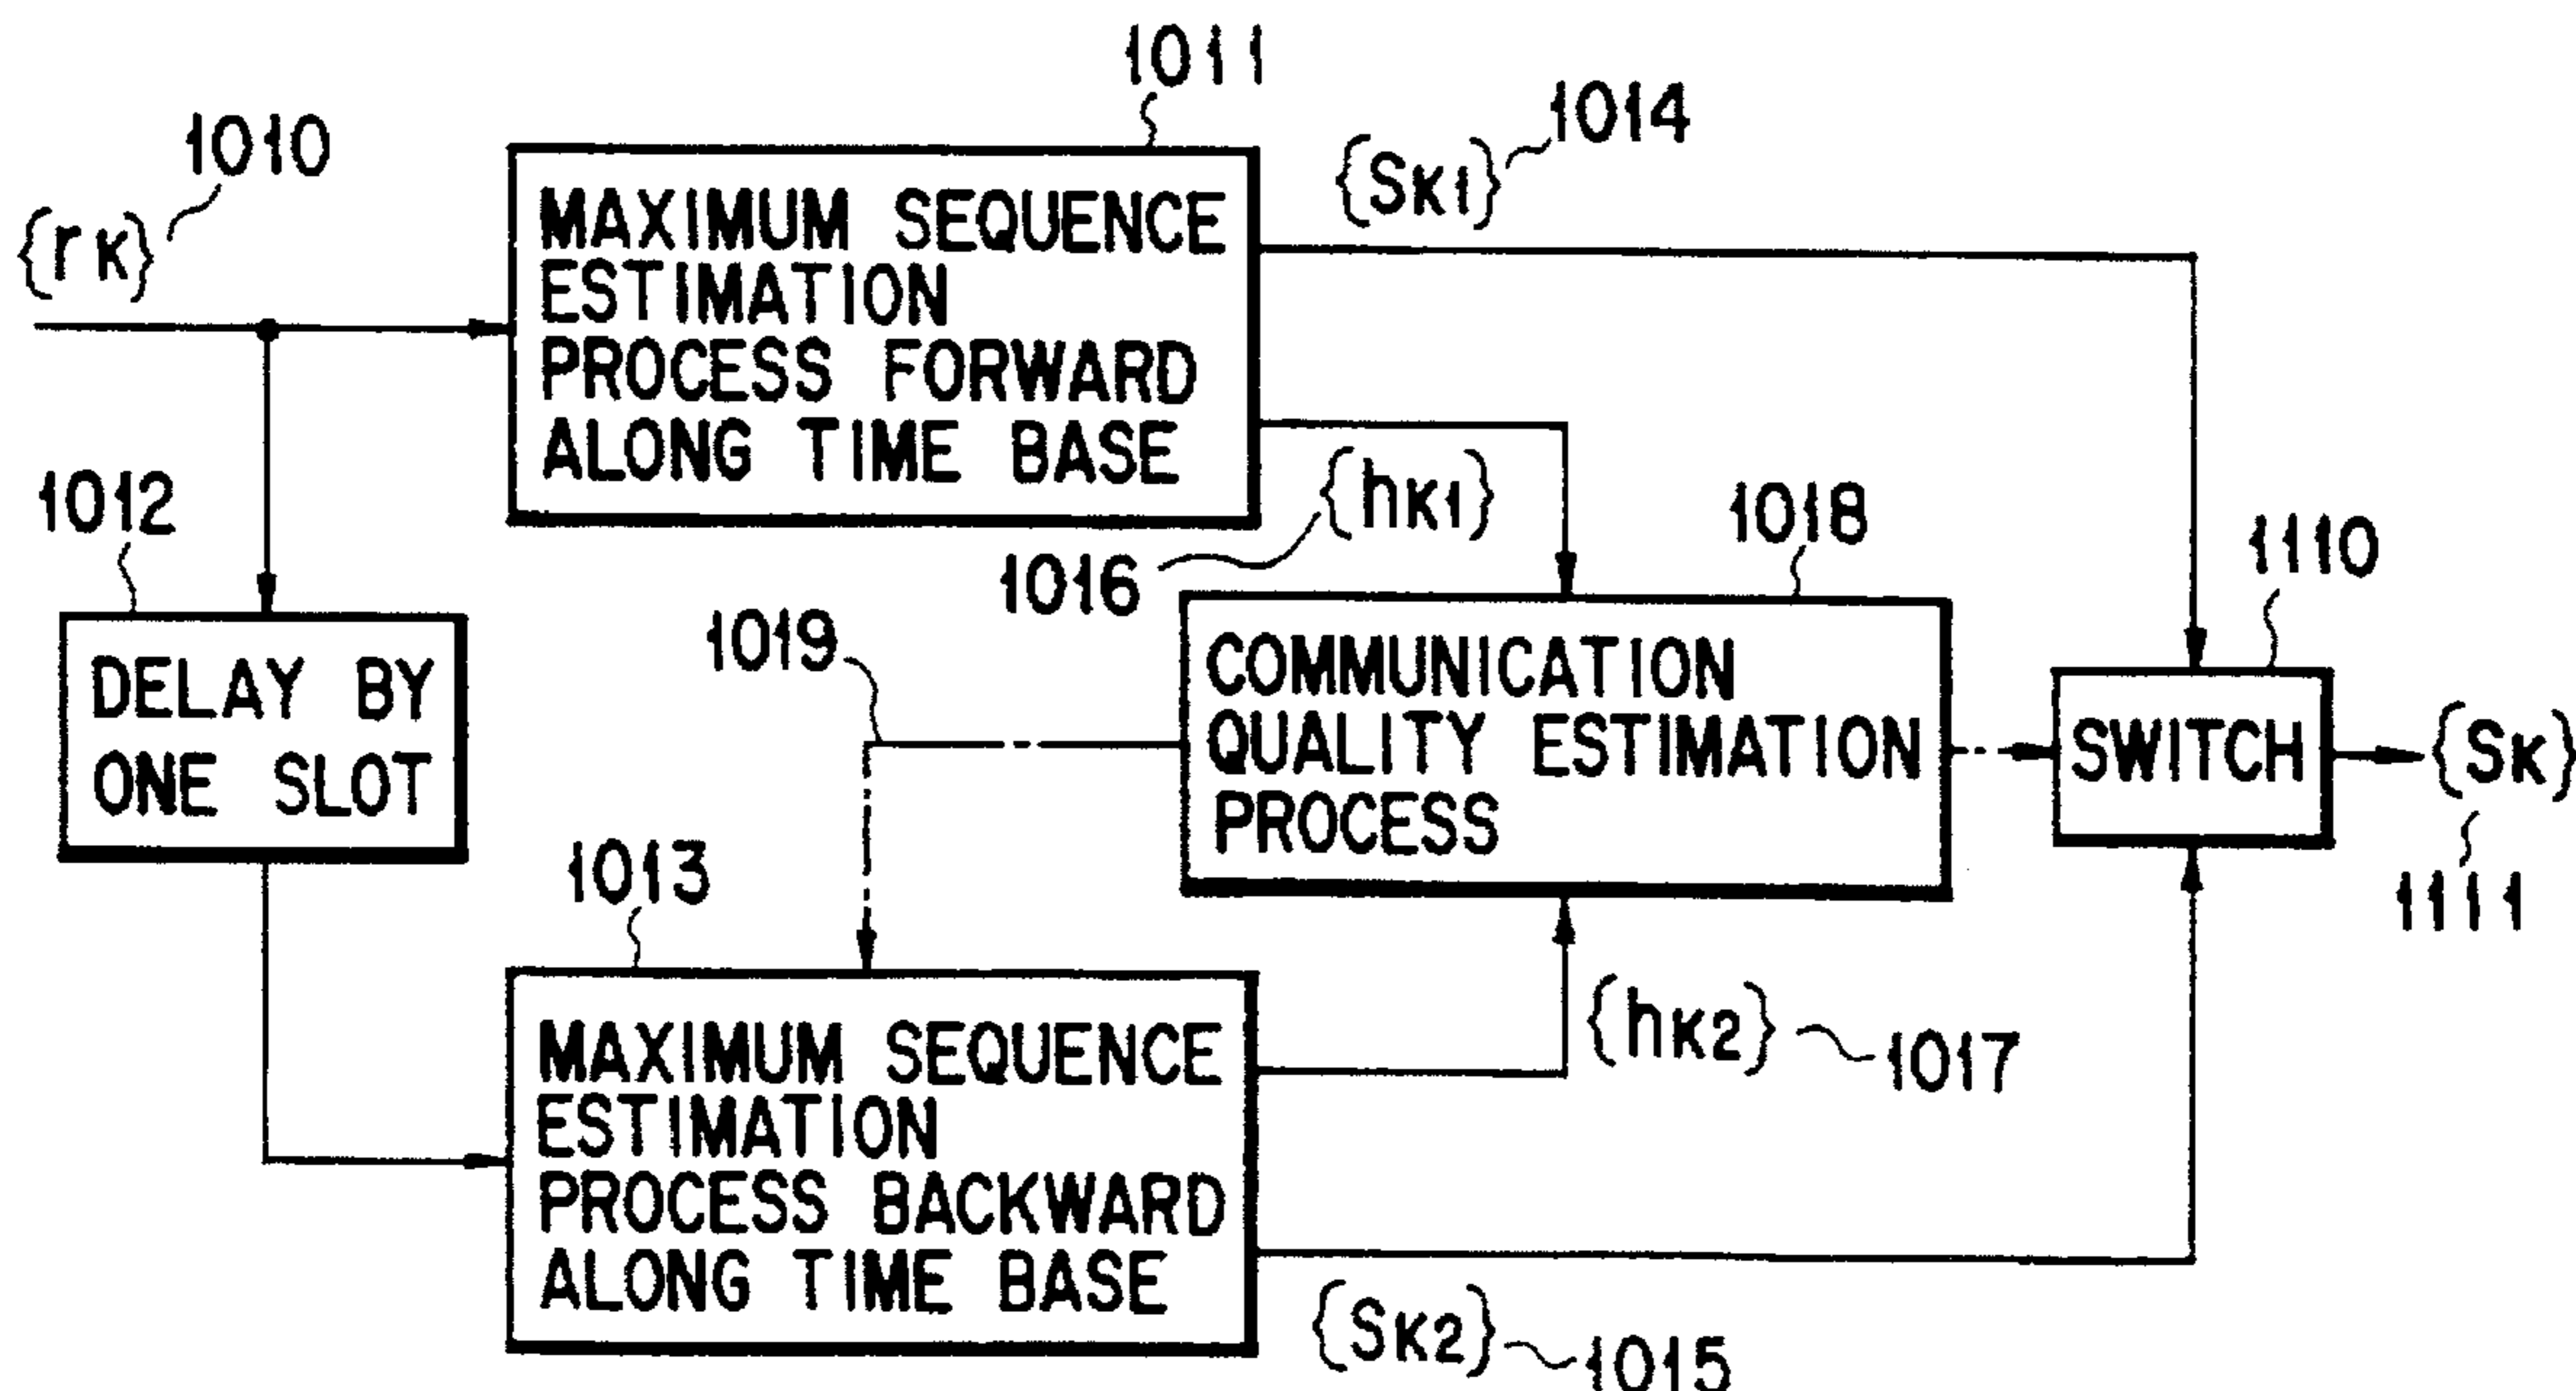 1011
1010
1014
{rK}
MAXIMUM SEQUENCE
ESTIMATION
PROCESS FORWARD
ALONG TIME BASE
{SK1}
1012
{hK1}
1016
1018
1110
DELAY BY
ONE SLOT
1019
COMMUNICATION
QUALITY ESTIMATION
PROCESS
SWITCH
{SK}
1111
1013
MAXIMUM SEQUENCE
ESTIMATION
PROCESS BACKWARD
ALONG TIME BASE
{hK2}
1017
{SK2}
1015